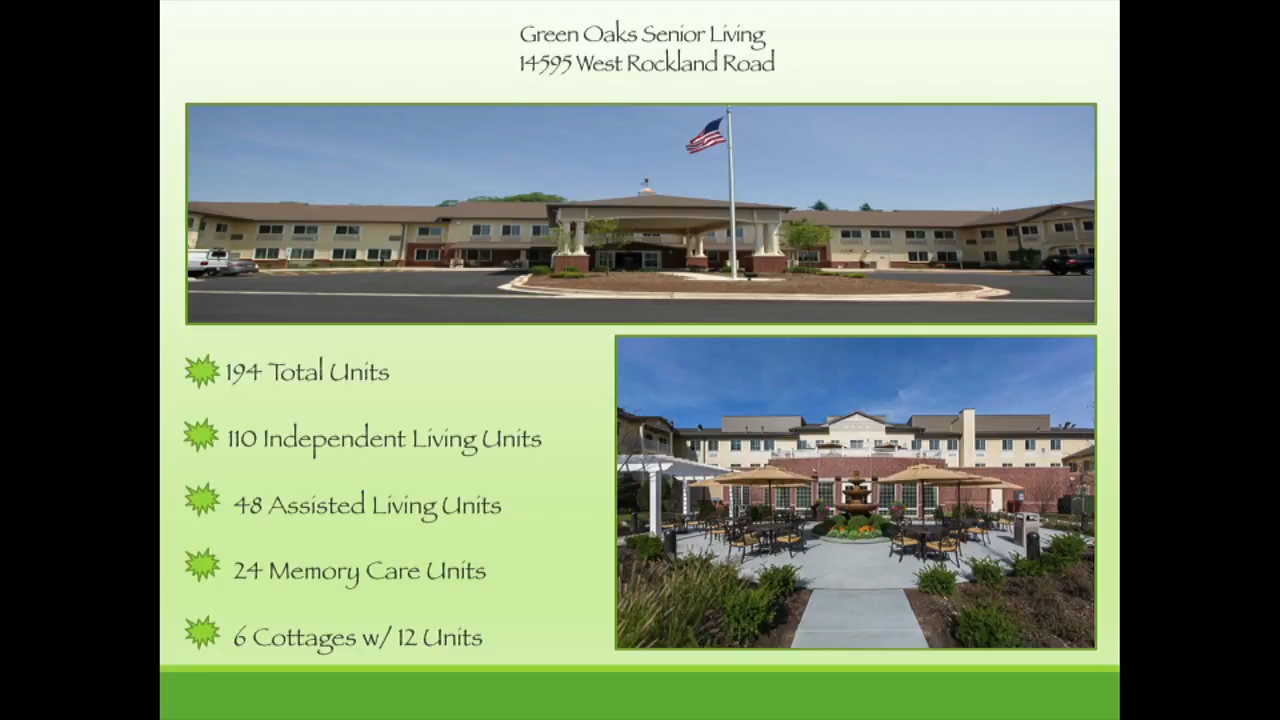 Green Oaks Senior Living
14595 West Rockland Road
194 Total Units
110 Independent Living Units
48 Assisted Living Units
24 Memory Care Units
6 Cottages w/ 12 Units